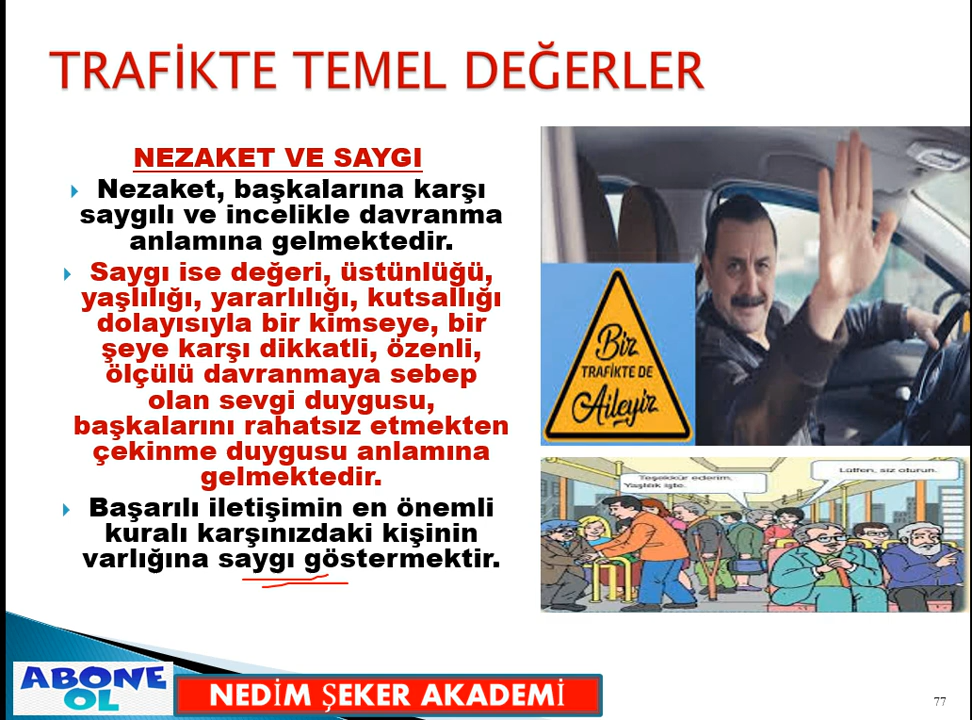 TRAFİKTE TEMEL DEĞERLER
NEZAKET VE SAYGI
Nezaket, başkalarına karşı
saygılı ve incelikle davranma
anlamına gelmektedir.
Saygı ise değeri, üstünlüğü,
yaşlılığı, yararlılığı, kutsallığı
dolayısıyla bir kimseye, bir
şeye karşı dikkatli, özenli,
ölçülü davranmaya sebep
olan sevgi duygusu,
başkalarını rahatsız etmekten
çekinme duygusu anlamına
gelmektedir.
Başarılı iletişimin en önemli
kuralı karşınızdaki kişinin
varlığına saygı göstermektir.
Biz
TRAFİKTE DE
Aileyiz
Teşekkür ederim.
Yaşlılık işte.
Lütfen, siz oturun.
ABONE
OL
NEDİM ŞEKER AKADEMİ
77